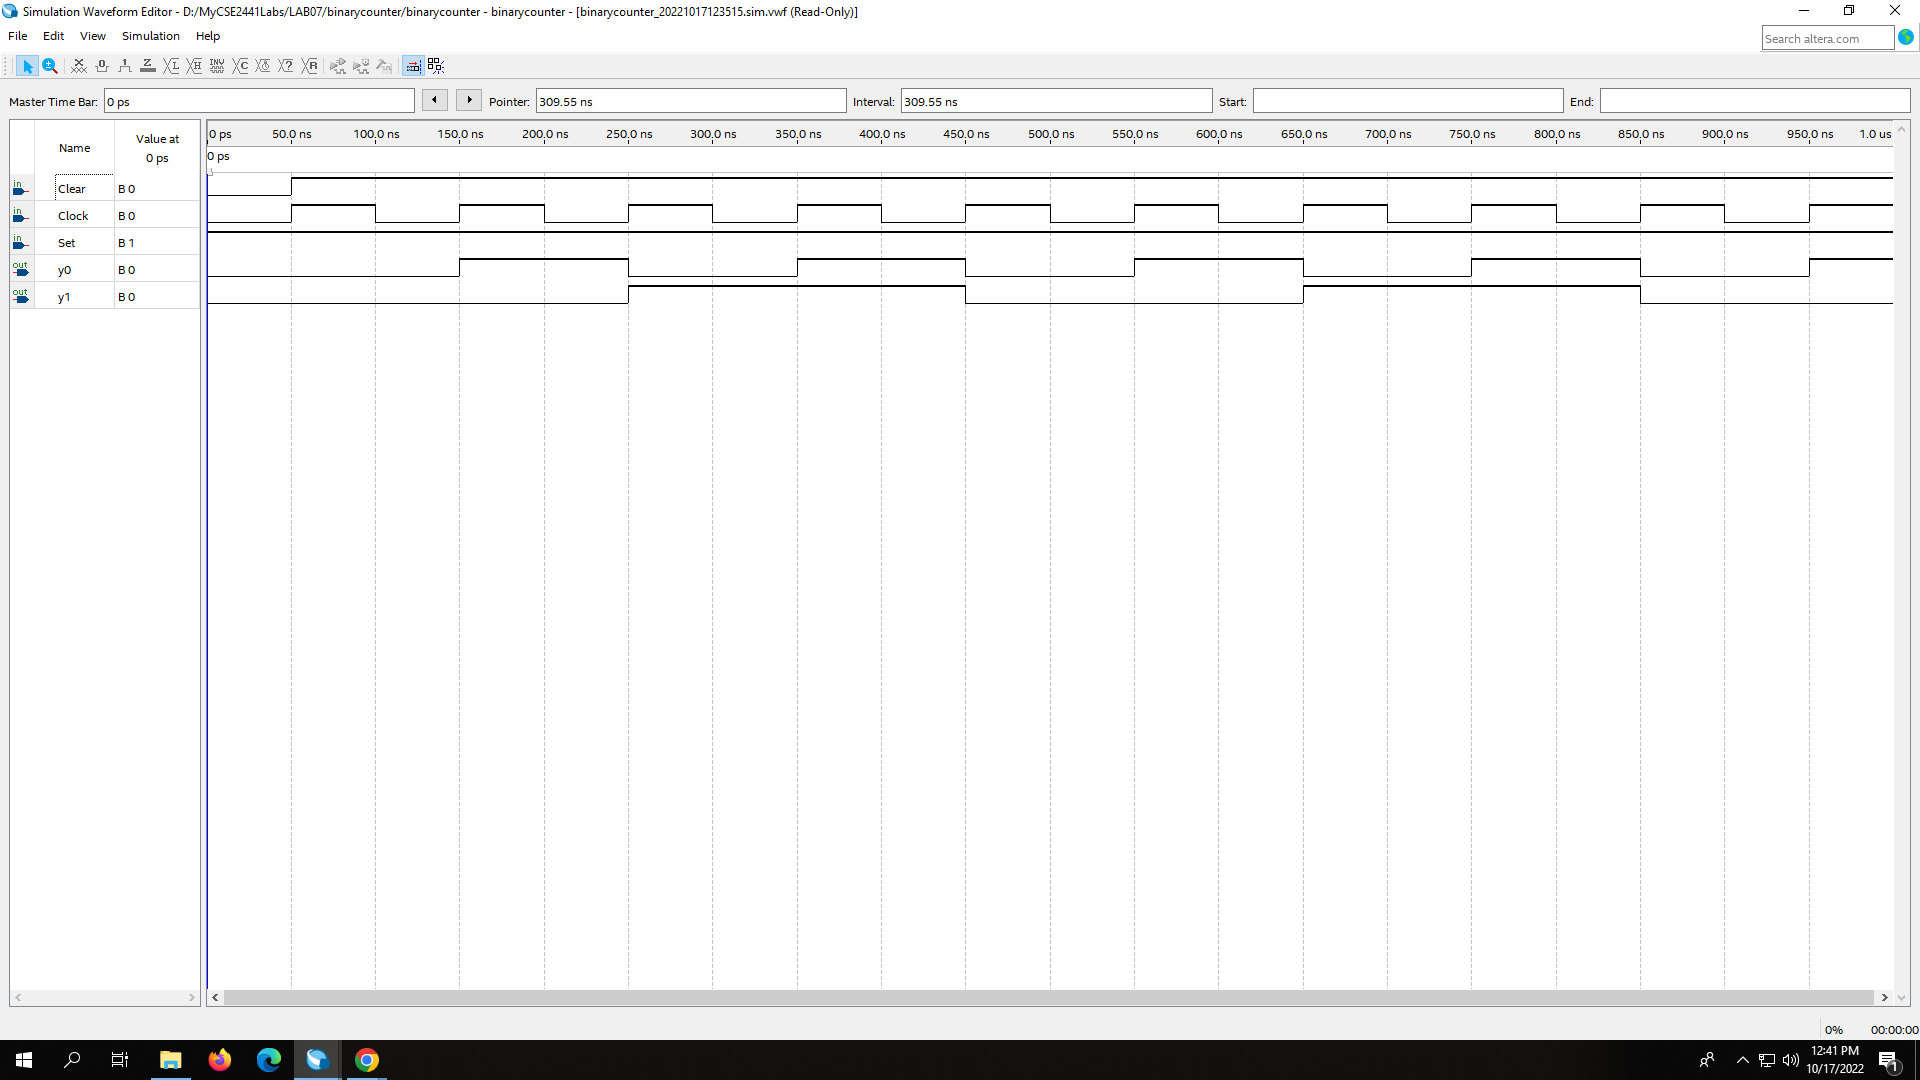 Simulation Waveform Editor - D:/MyCSE2441Labs/LAB07/binarycounter/binarycounter - binarycounter - [binarycounter_20221017123515.sim.vwf (Read-Only)]
File Edit View Simulation Help
Search altera.com
Master Time Bar: 0 ps Pointer: 309.55 ns Interval: 309.55 ns Start: End:
Name Value at 0 ps
0 ps 50.0 ns 100.0 ns 150.0 ns 200.0 ns 250.0 ns 300.0 ns 350.0 ns 400.0 ns 450.0 ns 500.0 ns 550.0 ns 600.0 ns 650.0 ns 700.0 ns 750.0 ns 800.0 ns 850.0 ns 900.0 ns 950.0 ns 1.0 us
0 ps
in Clear B 0
in Clock B 0
in Set B 1
out y0 B 0
out y1 B 0
0% 00:00:00
12:41 PM
10/17/2022
1